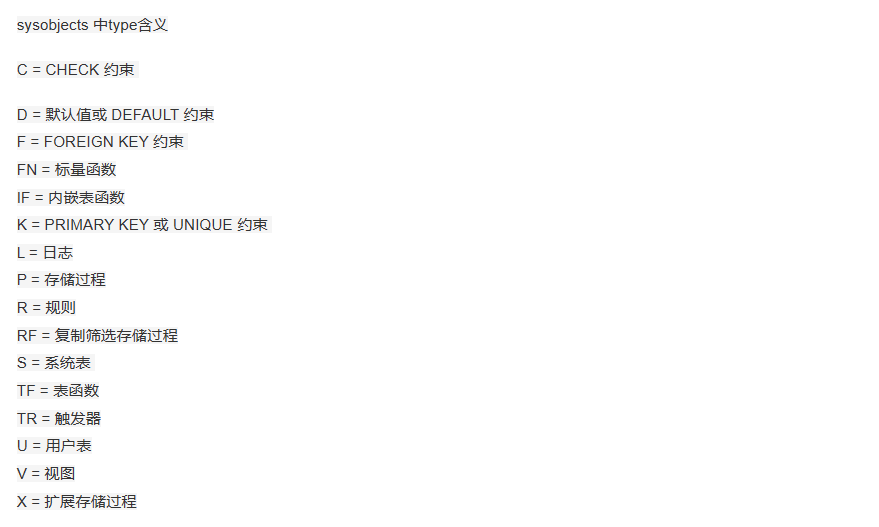 sysobjects 中type含义
C = CHECK 约束
D = 默认值或 DEFAULT 约束
F = FOREIGN KEY 约束
FN = 标量函数
IF = 内嵌表函数
K = PRIMARY KEY 或 UNIQUE 约束
L = 日志
P = 存储过程
R = 规则
RF = 复制筛选存储过程
S = 系统表
TF = 表函数
TR = 触发器
U = 用户表
V = 视图
X = 扩展存储过程